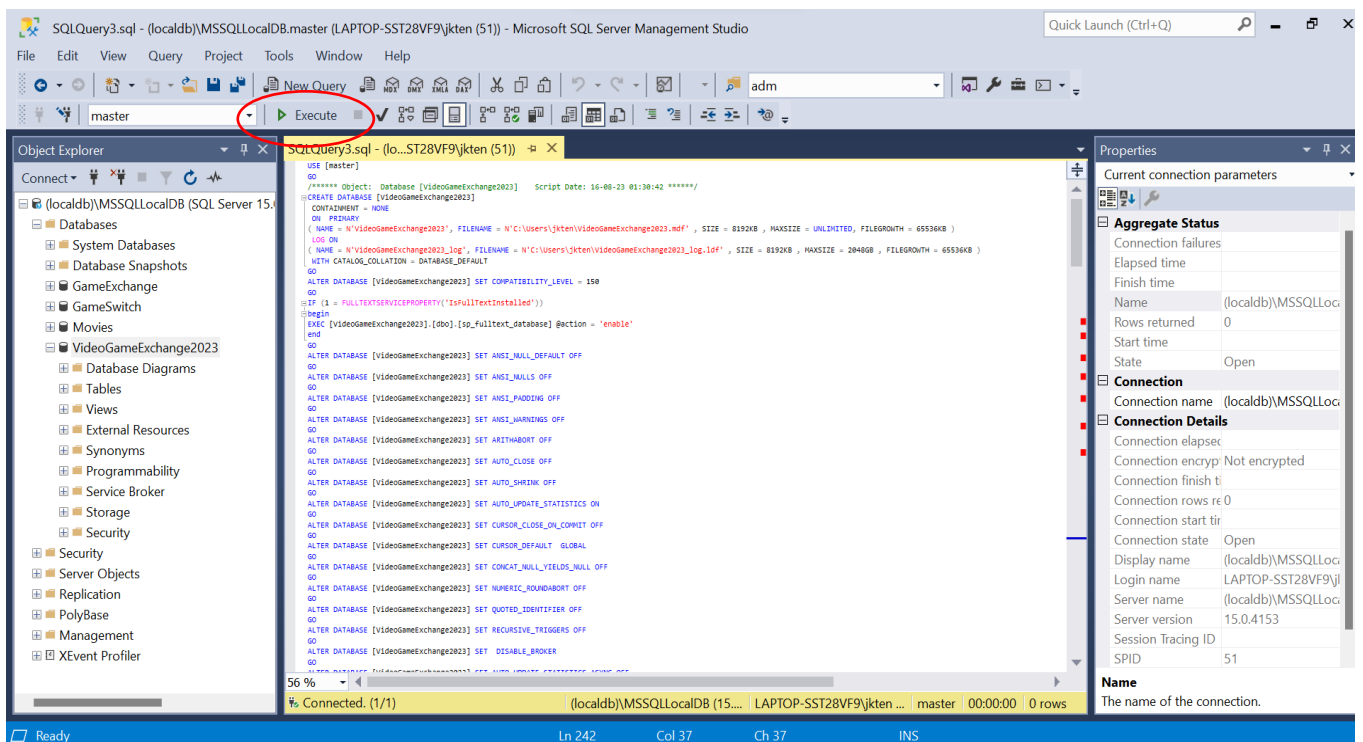 SQLQuery3.sql - (localdb)\MSSQLLocalDB.master (LAPTOP-SST28VF9\jkten (51)) - Microsoft SQL Server Management Studio
Quick Launch (Ctrl+Q)
File Edit View Query Project Tools Window Help
New Query MDX DMX XMLA DAX adm
master Execute
Object Explorer
Connect
(localdb)\MSSQLLocalDB (SQL Server 15.
Databases
System Databases
Database Snapshots
GameExchange
GameSwitch
Movies
VideoGameExchange2023
Database Diagrams
Tables
Views
External Resources
Synonyms
Programmability
Service Broker
Storage
Security
Security
Server Objects
Replication
PolyBase
Management
XEvent Profiler
SQLQuery3.sql - (lo...ST28VF9\jkten (51))
USE [master]
GO
/****** Object: Database [VideoGameExchange2023] Script Date: 16-08-23 01:30:42 ******/
CREATE DATABASE [VideoGameExchange2023]
CONTAINMENT = NONE
ON PRIMARY
( NAME = N'VideoGameExchange2023', FILENAME = N'C:\Users\jkten\VideoGameExchange2023.mdf' , SIZE = 8192KB , MAXSIZE = UNLIMITED, FILEGROWTH = 65536KB )
LOG ON
( NAME = N'VideoGameExchange2023_log', FILENAME = N'C:\Users\jkten\VideoGameExchange2023_log.ldf' , SIZE = 8192KB , MAXSIZE = 2048GB , FILEGROWTH = 65536KB )
WITH CATALOG_COLLATION = DATABASE_DEFAULT
GO
ALTER DATABASE [VideoGameExchange2023] SET COMPATIBILITY_LEVEL = 150
GO
IF (1 = FULLTEXTSERVICEPROPERTY('IsFullTextInstalled'))
begin
EXEC [VideoGameExchange2023].[dbo].[sp_fulltext_database] @action = 'enable'
end
GO
ALTER DATABASE [VideoGameExchange2023] SET ANSI_NULL_DEFAULT OFF
GO
ALTER DATABASE [VideoGameExchange2023] SET ANSI_NULLS OFF
GO
ALTER DATABASE [VideoGameExchange2023] SET ANSI_PADDING OFF
GO
ALTER DATABASE [VideoGameExchange2023] SET ANSI_WARNINGS OFF
GO
ALTER DATABASE [VideoGameExchange2023] SET ARITHABORT OFF
GO
ALTER DATABASE [VideoGameExchange2023] SET AUTO_CLOSE OFF
GO
ALTER DATABASE [VideoGameExchange2023] SET AUTO_SHRINK OFF
GO
ALTER DATABASE [VideoGameExchange2023] SET AUTO_UPDATE_STATISTICS ON
GO
ALTER DATABASE [VideoGameExchange2023] SET CURSOR_CLOSE_ON_COMMIT OFF
GO
ALTER DATABASE [VideoGameExchange2023] SET CURSOR_DEFAULT GLOBAL
GO
ALTER DATABASE [VideoGameExchange2023] SET CONCAT_NULL_YIELDS_NULL OFF
GO
ALTER DATABASE [VideoGameExchange2023] SET NUMERIC_ROUNDABORT OFF
GO
ALTER DATABASE [VideoGameExchange2023] SET QUOTED_IDENTIFIER OFF
GO
ALTER DATABASE [VideoGameExchange2023] SET RECURSIVE_TRIGGERS OFF
GO
ALTER DATABASE [VideoGameExchange2023] SET DISABLE_BROKER
GO
56 %
Connected. (1/1) (localdb)\MSSQLLocalDB (15.... LAPTOP-SST28VF9\jkten ... master 00:00:00 0 rows
Properties
Current connection parameters
Aggregate Status
Connection failures
Elapsed time
Finish time
Name (localdb)\MSSQLLoca
Rows returned 0
Start time
State Open
Connection
Connection name (localdb)\MSSQLLoca
Connection Details
Connection elapsed
Connection encryp Not encrypted
Connection finish ti
Connection rows re 0
Connection start tir
Connection state Open
Display name (localdb)\MSSQLLoca
Login name LAPTOP-SST28VF9\jl
Server name (localdb)\MSSQLLoca
Server version 15.0.4153
Session Tracing ID
SPID 51
Name
The name of the connection.
Ready Ln 242 Col 37 Ch 37 INS